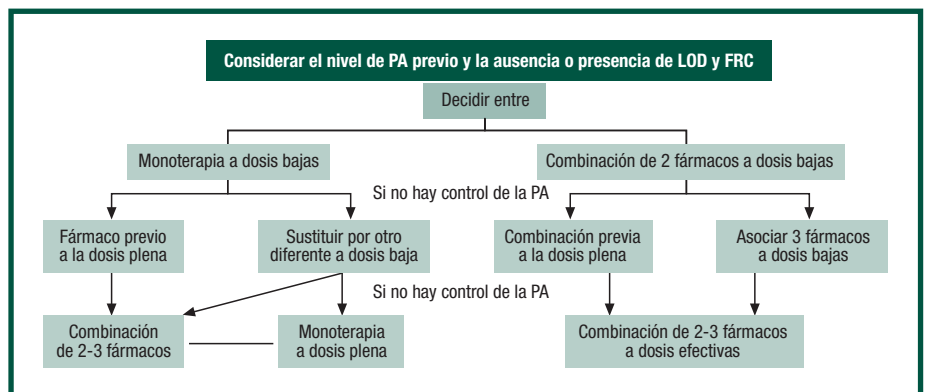 Considerar el nivel de PA previo y la ausencia o presencia de LOD y FRC
Decidir entre
Monoterapia a dosis bajas
Combinación de 2 fármacos a dosis bajas
Si no hay control de la PA
Fármaco previo
a la dosis plena
Sustituir por otro
diferente a dosis baja
Combinación previa
a la dosis plena
Asociar 3 fármacos
a dosis bajas
Si no hay control de la PA
Combinación
de 2-3 fármacos
Monoterapia
a dosis plena
Combinación de 2-3 fármacos
a dosis efectivas